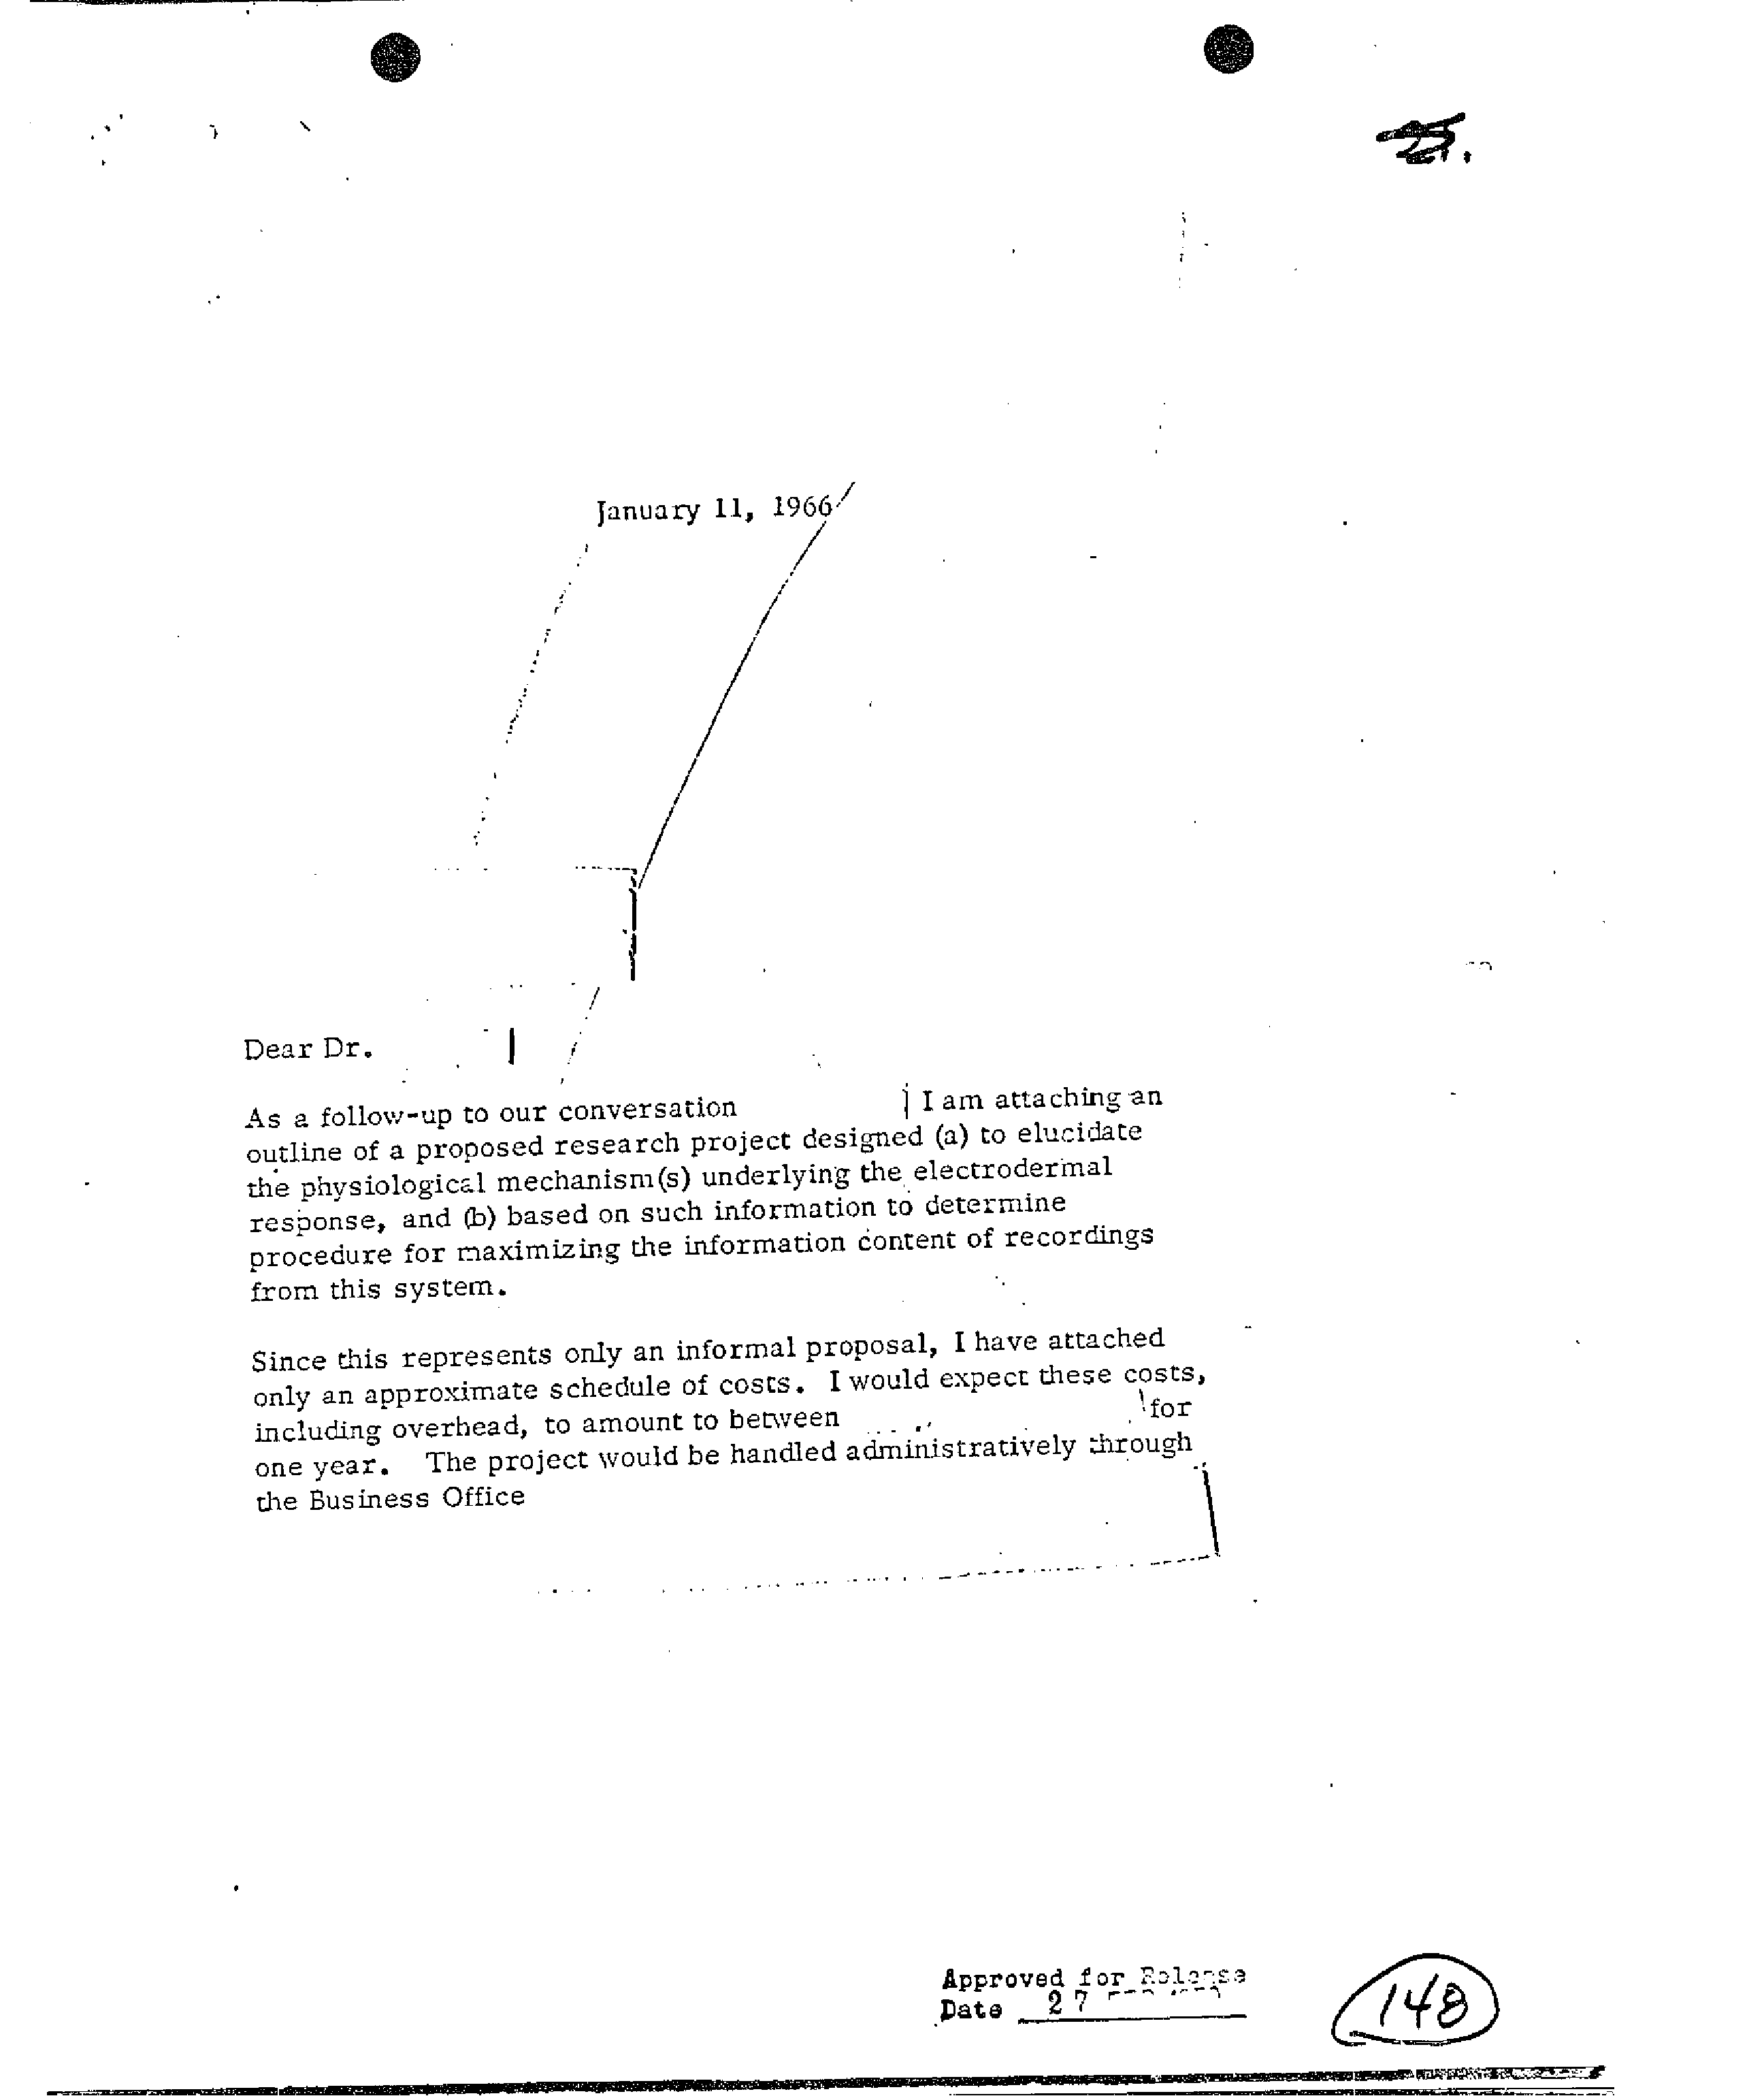 January 11, 1966
Dear Dr.
As a follow-up to our conversation I am attaching an
outline of a proposed research project designed (a) to elucidate
the physiological mechanism(s) underlying the electrodermal
response, and (b) based on such information to determine
procedure for maximizing the information content of recordings
from this system.
Since this represents only an informal proposal, I have attached
only an approximate schedule of costs. I would expect these costs,
including overhead, to amount to between for
one year. The project would be handled administratively through
the Business Office
Approved for Release
Date 27
148